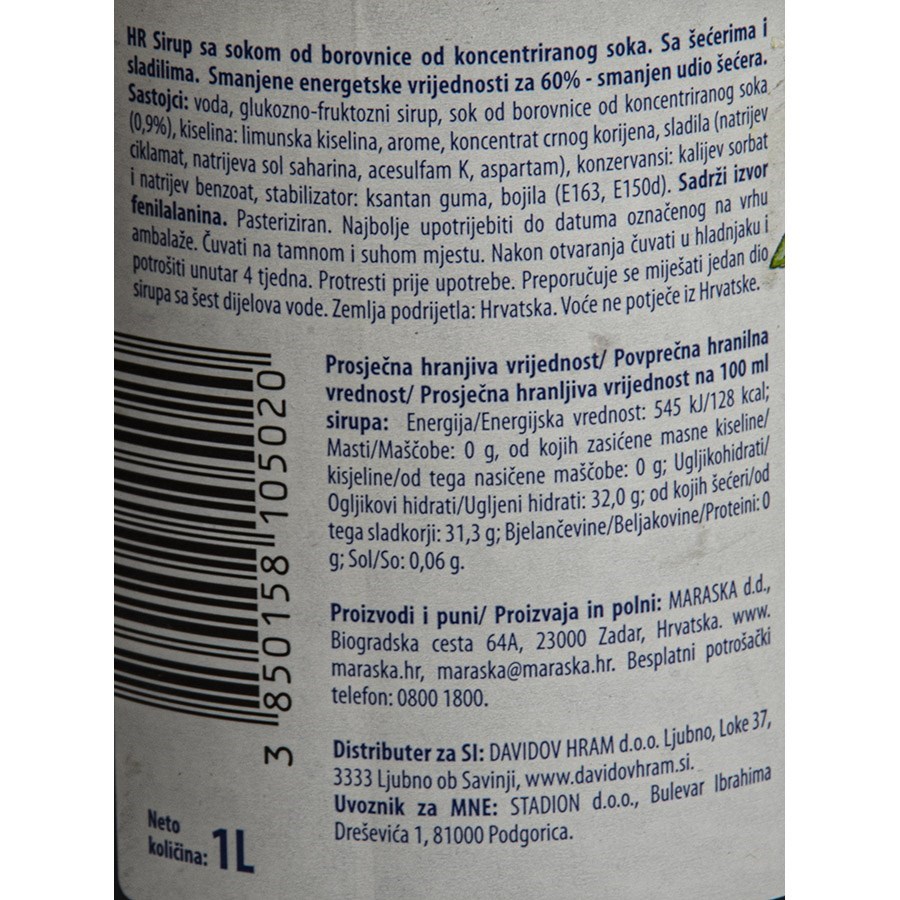 HR Sirup sa sokom od borovnice od koncentriranog soka. Sa šećerima i
sladilima. Smanjene energetske vrijednosti za 60% - smanjen udio šećera.
Sastojci: voda, glukozno-fruktozni sirup, sok od borovnice od koncentriranog soka
(0,9%), kiselina: limunska kiselina, arome, koncentrat crnog korijena, sladila (natrijev
ciklamat, natrijeva sol saharina, acesulfam K, aspartam), konzervansi: kalijev sorbat
i natrijev benzoat, stabilizator: ksantan guma, bojila (E163, E150d). Sadrži izvor
fenilalanina. Pasteriziran. Najbolje upotrijebiti do datuma označenog na vrhu
ambalaže. Čuvati na tamnom i suhom mjestu. Nakon otvaranja čuvati u hladnjaku i
potrošiti unutar 4 tjedna. Protresti prije upotrebe. Preporučuje se miješati jedan dio
sirupa sa šest dijelova vode. Zemlja podrijetla: Hrvatska. Voće ne potječe iz Hrvatske.
Prosječna hranjiva vrijednost/ Povprečna hranilna
vrednost/ Prosječna hranljiva vrijednost na 100 ml
sirupa: Energija/Energijska vrednost: 545 kJ/128 kcal;
Masti/Maščobe: 0 g, od kojih zasićene masne kiseline/
kisjeline/od tega nasičene maščobe: 0 g; Ugljikohidrati/
Ogljikovi hidrati/Ugljeni hidrati: 32,0 g; od kojih šećeri/od
tega sladkorji: 31,3 g; Bjelančevine/Beljakovine/Proteini: 0
g; Sol/So: 0,06 g.
Proizvodi i puni/ Proizvaja in polni: MARASKA d.d.,
Biogradska cesta 64A, 23000 Zadar, Hrvatska. www.
maraska.hr, maraska@maraska.hr. Besplatni potrošački
telefon: 0800 1800.
Distributer za SI: DAVIDOV HRAM d.o.o. Ljubno, Loke 37,
3333 Ljubno ob Savinji, www.davidovhram.si.
Uvoznik za MNE: STADION d.o.o., Bulevar Ibrahima
Dreševića 1, 81000 Podgorica.
3 850158 105020
Neto
količina: 1L